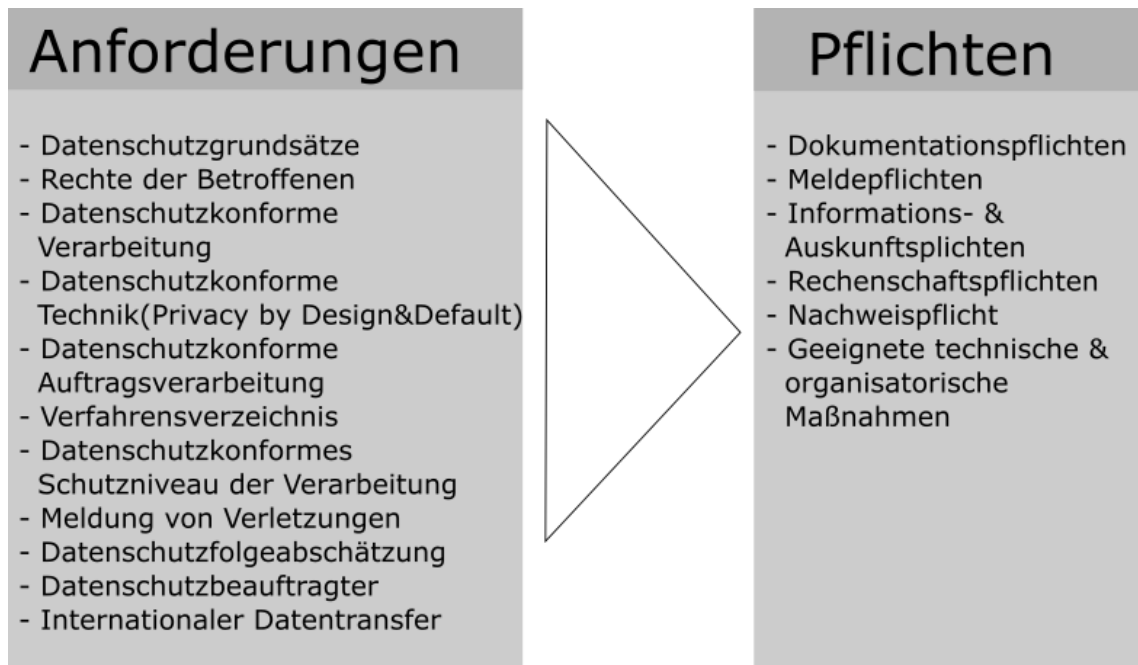 Anforderungen
- Datenschutzgrundsätze
- Rechte der Betroffenen
- Datenschutzkonforme
Verarbeitung
- Datenschutzkonforme
Technik(Privacy by Design&Default)
- Datenschutzkonforme
Auftragsverarbeitung
- Verfahrensverzeichnis
- Datenschutzkonformes
Schutzniveau der Verarbeitung
- Meldung von Verletzungen
- Datenschutzfolgeabschätzung
- Datenschutzbeauftragter
- Internationaler Datentransfer
Pflichten
- Dokumentationspflichten
- Meldepflichten
- Informations- &
Auskunftsplichten
- Rechenschaftspflichten
- Nachweispflicht
- Geeignete technische &
organisatorische
Maßnahmen